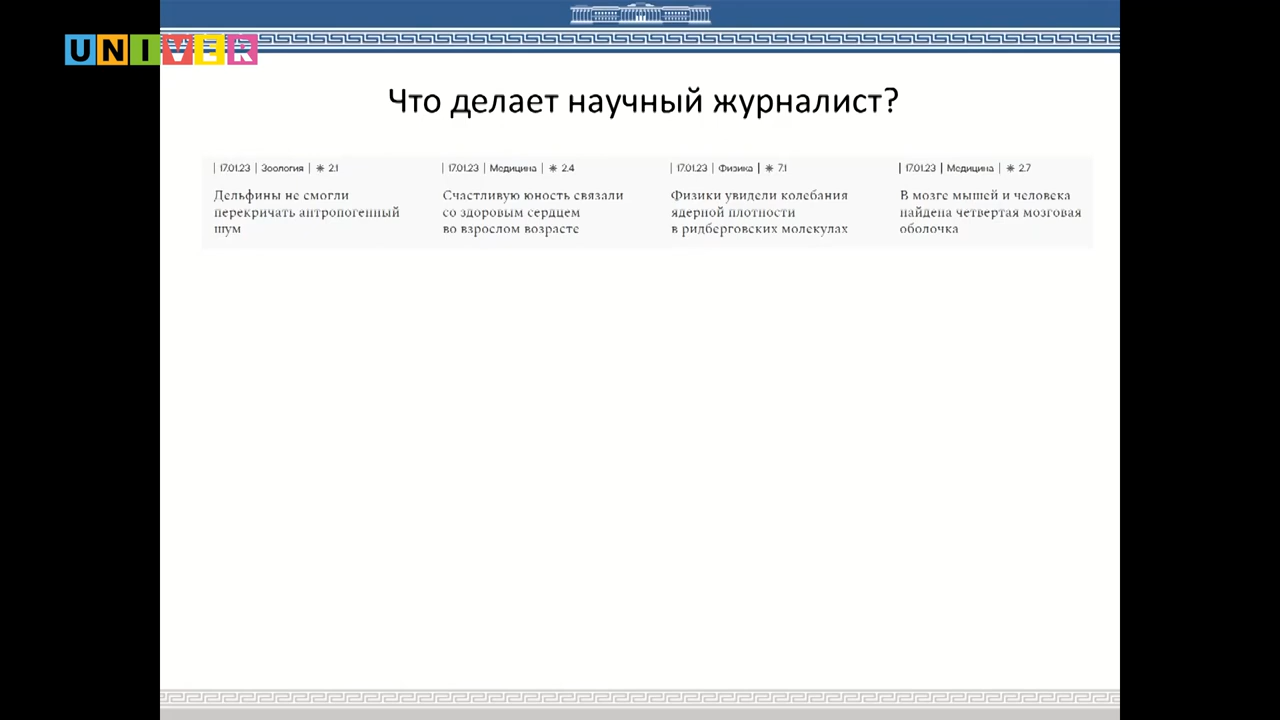 UNIVER
Что делает научный журналист?
| 17.01.23 | Зоология | ✳ 2.1
Дельфины не смогли
перекричать антропогенный
шум
| 17.01.23 | Медицина | ✳ 2.4
Счастливую юность связали
со здоровым сердцем
во взрослом возрасте
| 17.01.23 | Физика | ✳ 7.1
Физики увидели колебания
ядерной плотности
в ридберговских молекулах
| 17.01.23 | Медицина | ✳ 2.7
В мозге мышей и человека
найдена четвертая мозговая
оболочка